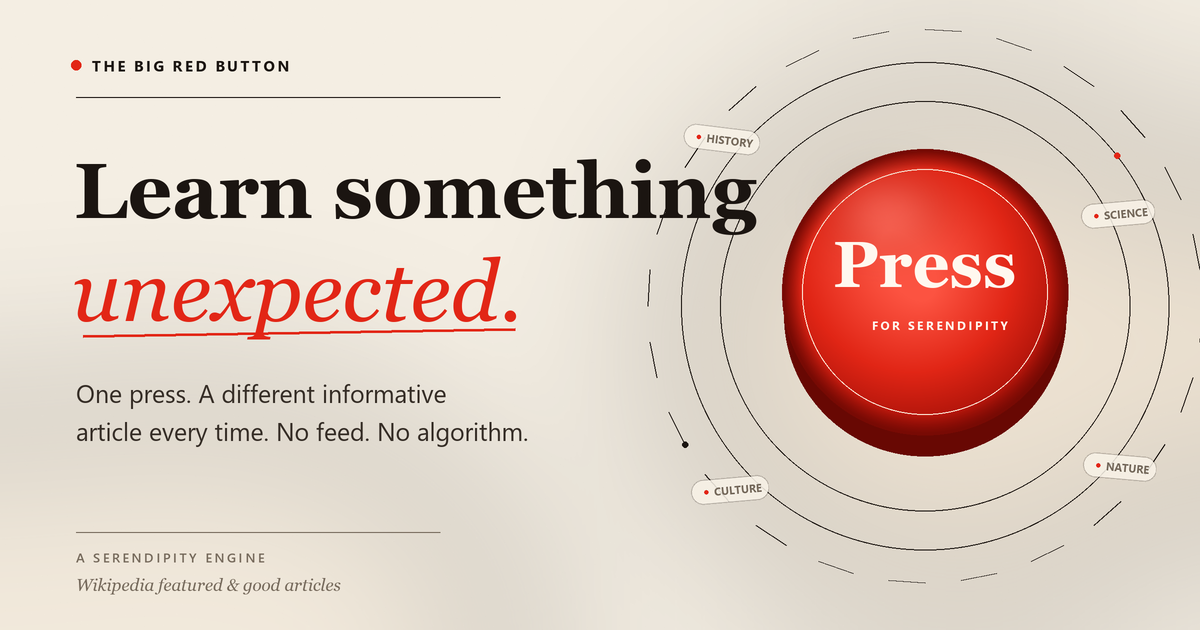 THE BIG RED BUTTON
Learn something
unexpected.
One press. A different informative
article every time. No feed. No algorithm.
A SERENDIPITY ENGINE
Wikipedia featured & good articles
HISTORY
SCIENCE
Press
FOR SERENDIPITY
NATURE
CULTURE